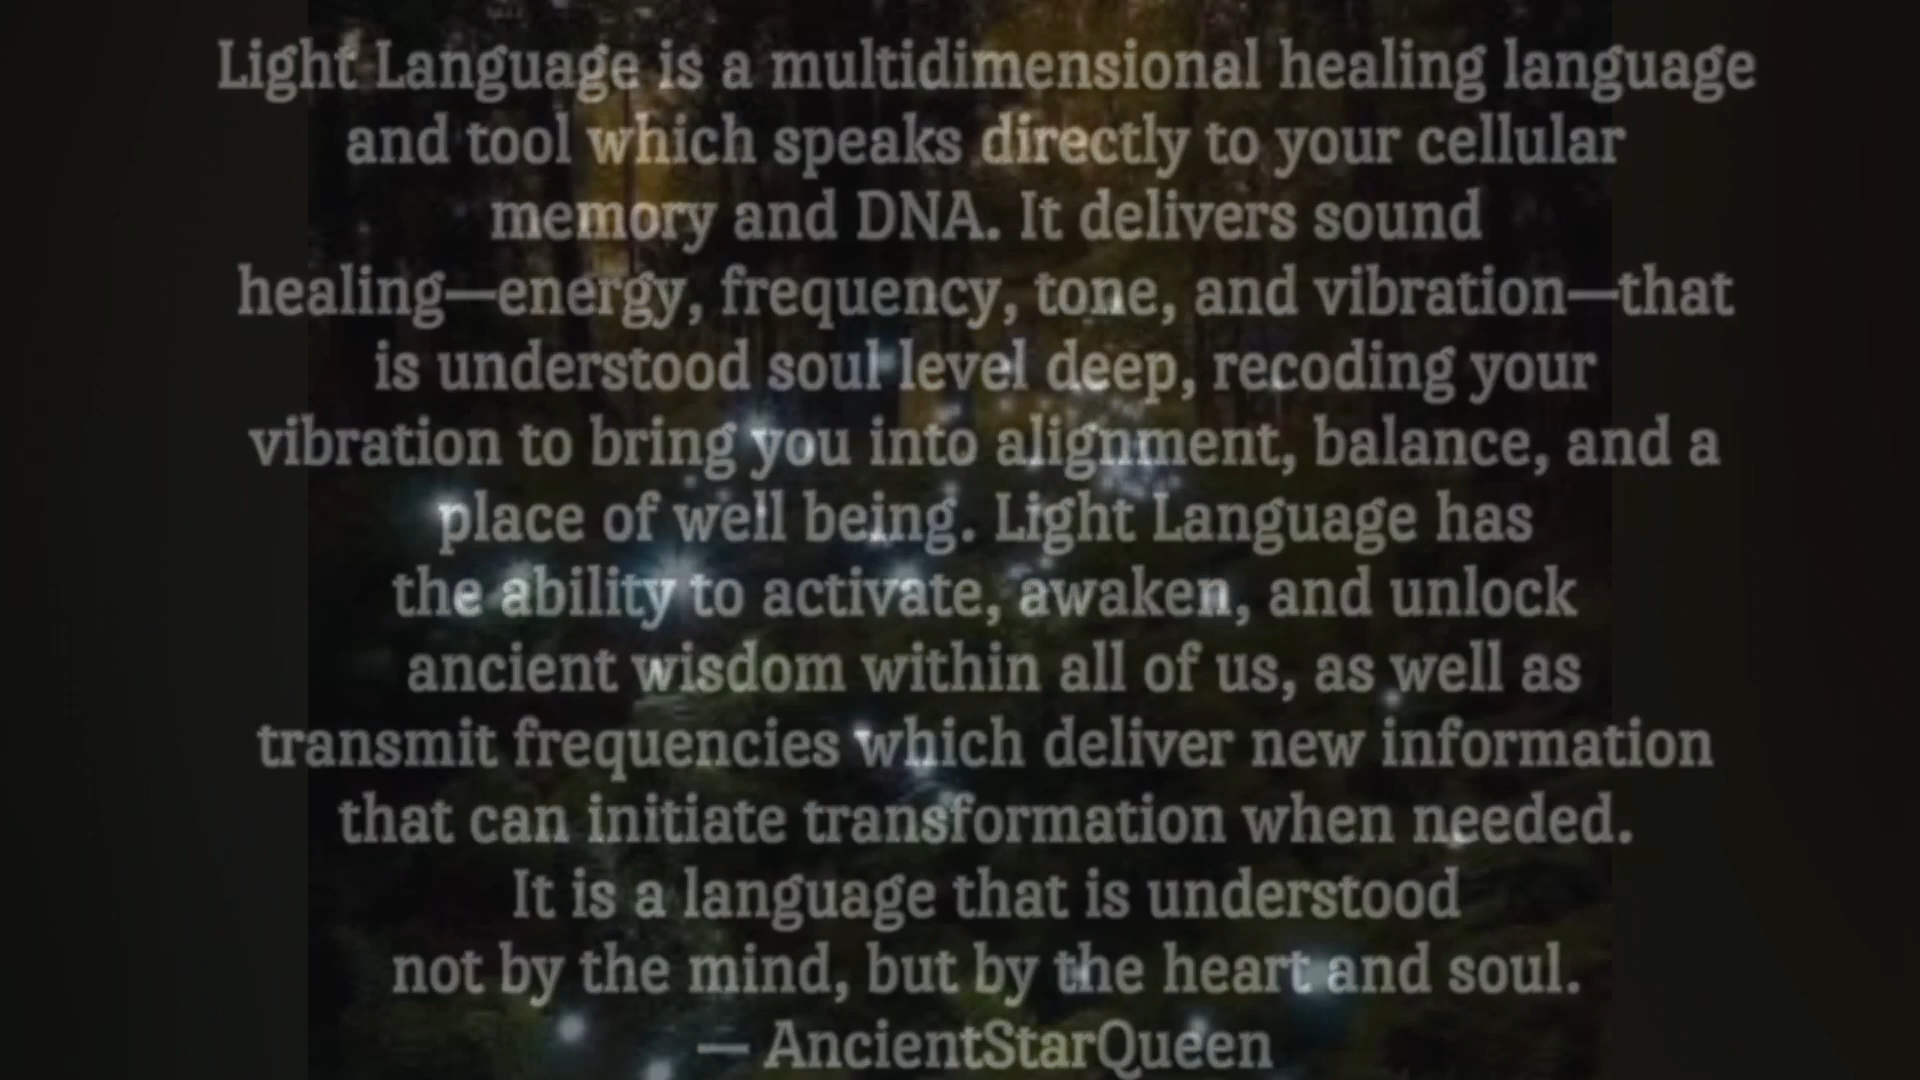 Light Language is a multidimensional healing language
and tool which speaks directly to your cellular
memory and DNA. It delivers sound
healing—energy, frequency, tone, and vibration—that
is understood soul level deep, recoding your
vibration to bring you into alignment, balance, and a
place of well being. Light Language has
the ability to activate, awaken, and unlock
ancient wisdom within all of us, as well as
transmit frequencies which deliver new information
that can initiate transformation when needed.
It is a language that is understood
not by the mind, but by the heart and soul.
— AncientStarQueen